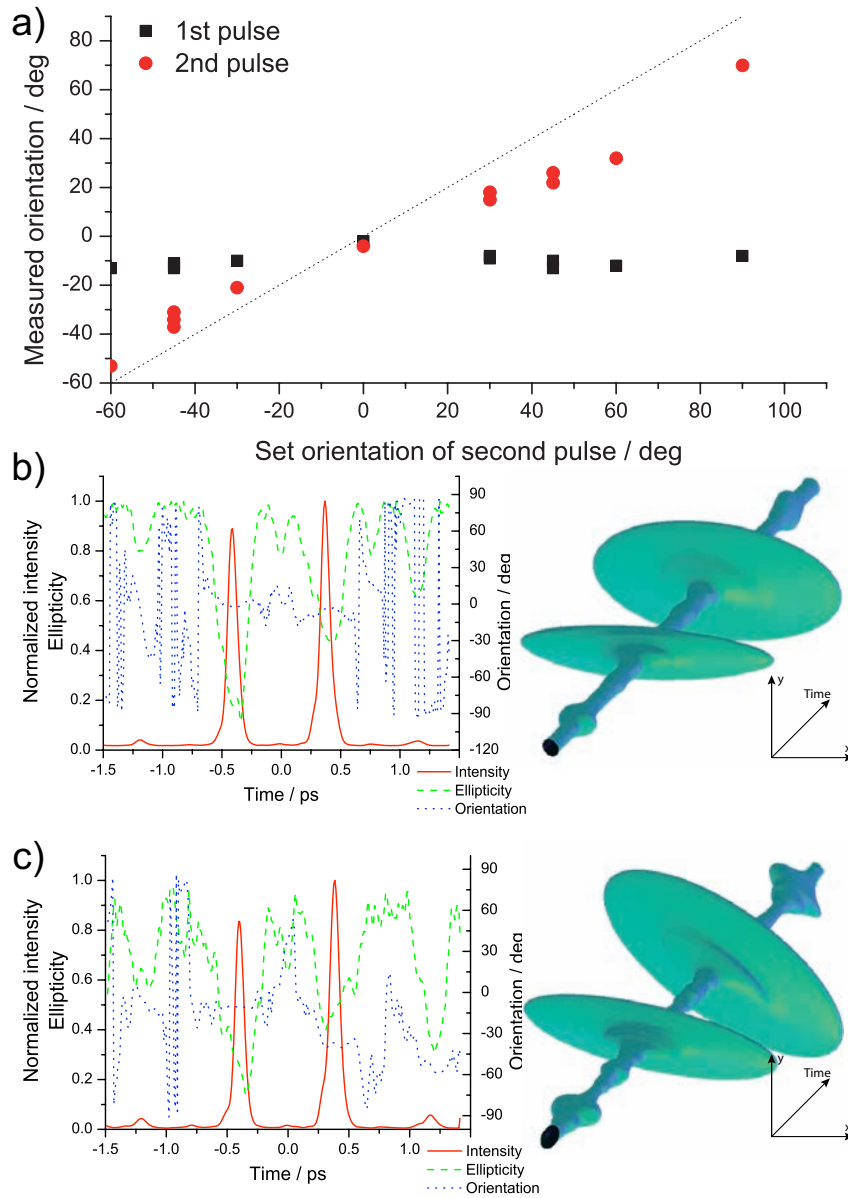 a)
1st pulse
2nd pulse
Measured orientation / deg
80
60
40
20
0
-20
-40
-60
-60 -40 -20 0 20 40 60 80 100
Set orientation of second pulse / deg
b)
Normalized intensity
Ellipticity
1.0
0.8
0.6
0.4
0.2
0.0
90
60
30
0
-30
-60
-90
-120
Orientation / deg
-1.5 -1.0 -0.5 0.0 0.5 1.0
Time / ps
Intensity
Ellipticity
Orientation
y
Time
x
c)
Normalized intensity
Ellipticity
1.0
0.8
0.6
0.4
0.2
0.0
90
60
30
0
-30
-60
-90
Orientation / deg
-1.5 -1.0 -0.5 0.0 0.5 1.0 1.5
Time / ps
Intensity
Ellipticity
Orientation
y
Time
x